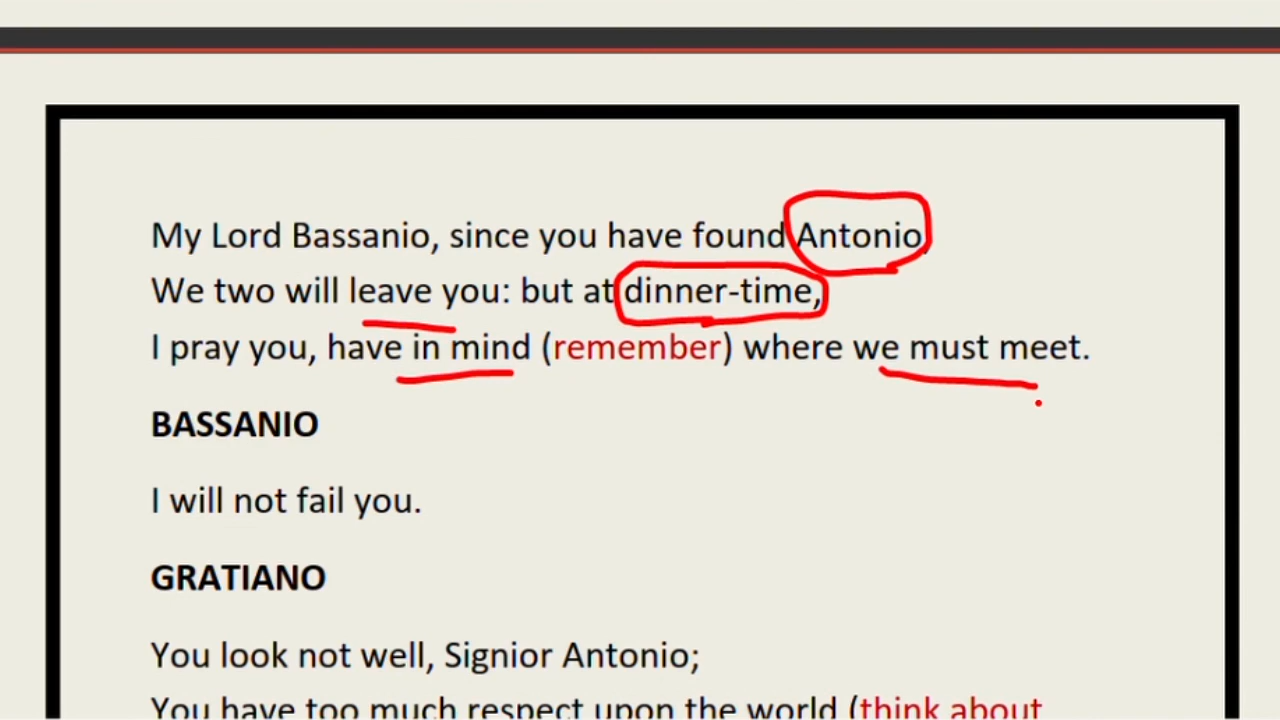 My Lord Bassanio, since you have found Antonio,
We two will leave you: but at dinner-time,
I pray you, have in mind (remember) where we must meet.
BASSANIO
I will not fail you.
GRATIANO
You look not well, Signior Antonio;
You have too much respect upon the world (think about